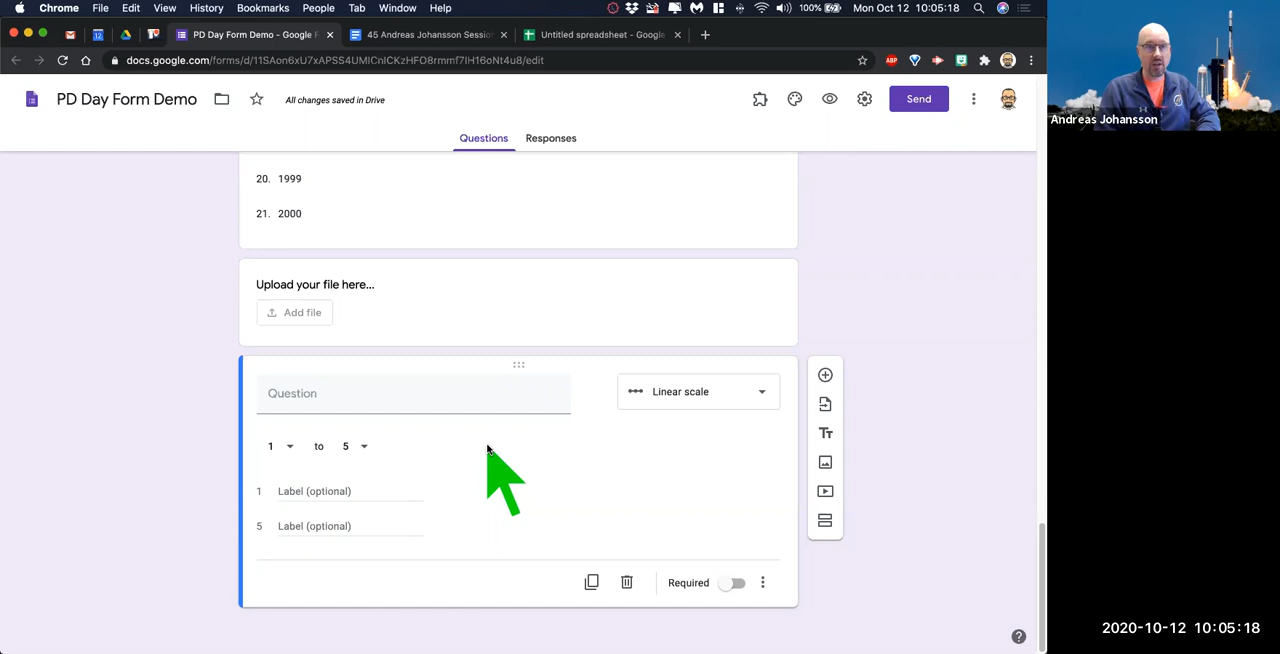 Chrome File Edit View History Bookmarks People Tab Window Help 100% Mon Oct 12 10:05:18
PD Day Form Demo - Google F 45 Andreas Johansson Sessio Untitled spreadsheet - Google
docs.google.com/forms/d/11SAon6xU7xAPSS4UMlCnlCKzHFO8rmmf7lH16oNt4u8/edit ABP
PD Day Form Demo All changes saved in Drive Send
Andreas Johansson
Questions Responses
20. 1999
21. 2000
Upload your file here...
Add file
Question Linear scale
1 to 5
1 Label (optional)
5 Label (optional)
Required
2020-10-12 10:05:18